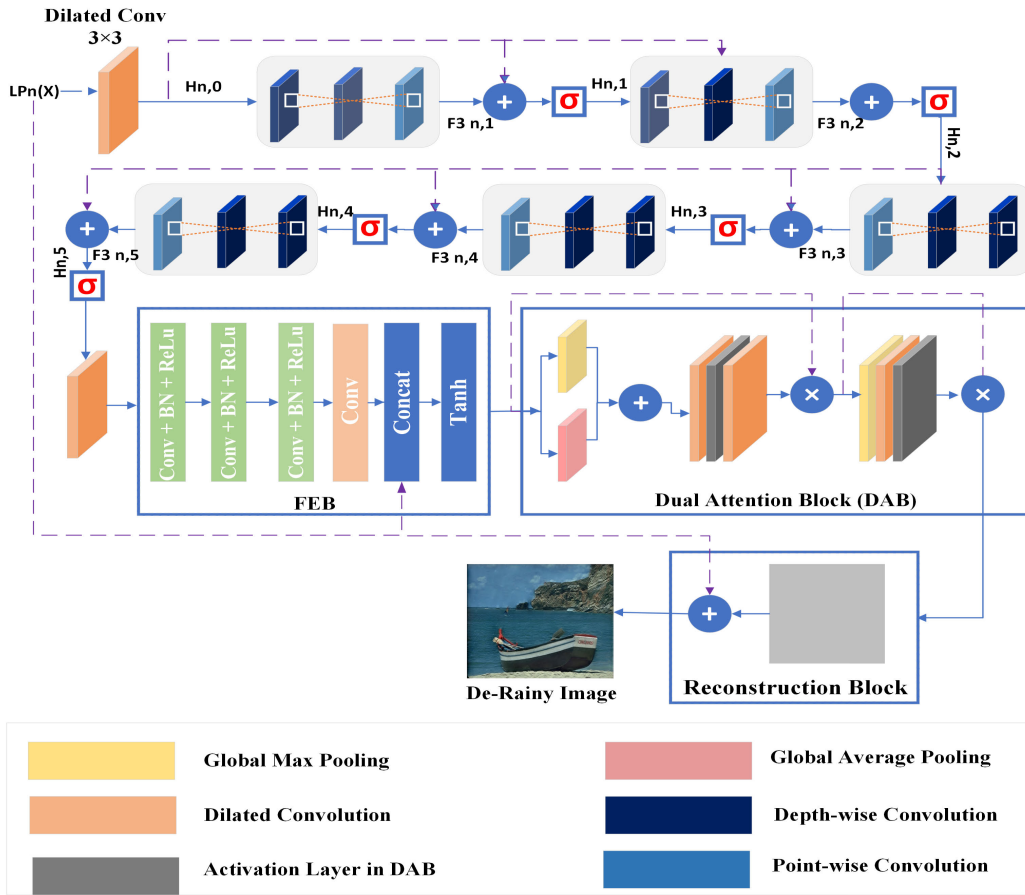 Dilated Conv
3×3
LPn(X)
Hn,0
F3 n,1
+
σ
Hn,1
F3 n,2
+
σ
Hn,2
F3 n,3
+
σ
Hn,3
F3 n,4
+
σ
Hn,4
F3 n,5
+
Hn,5
σ
Conv + BN + ReLu
Conv + BN + ReLu
Conv + BN + ReLu
Conv
Concat
Tanh
FEB
+
×
×
Dual Attention Block (DAB)
+
De-Rainy Image
Reconstruction Block
Global Max Pooling
Global Average Pooling
Dilated Convolution
Depth-wise Convolution
Activation Layer in DAB
Point-wise Convolution